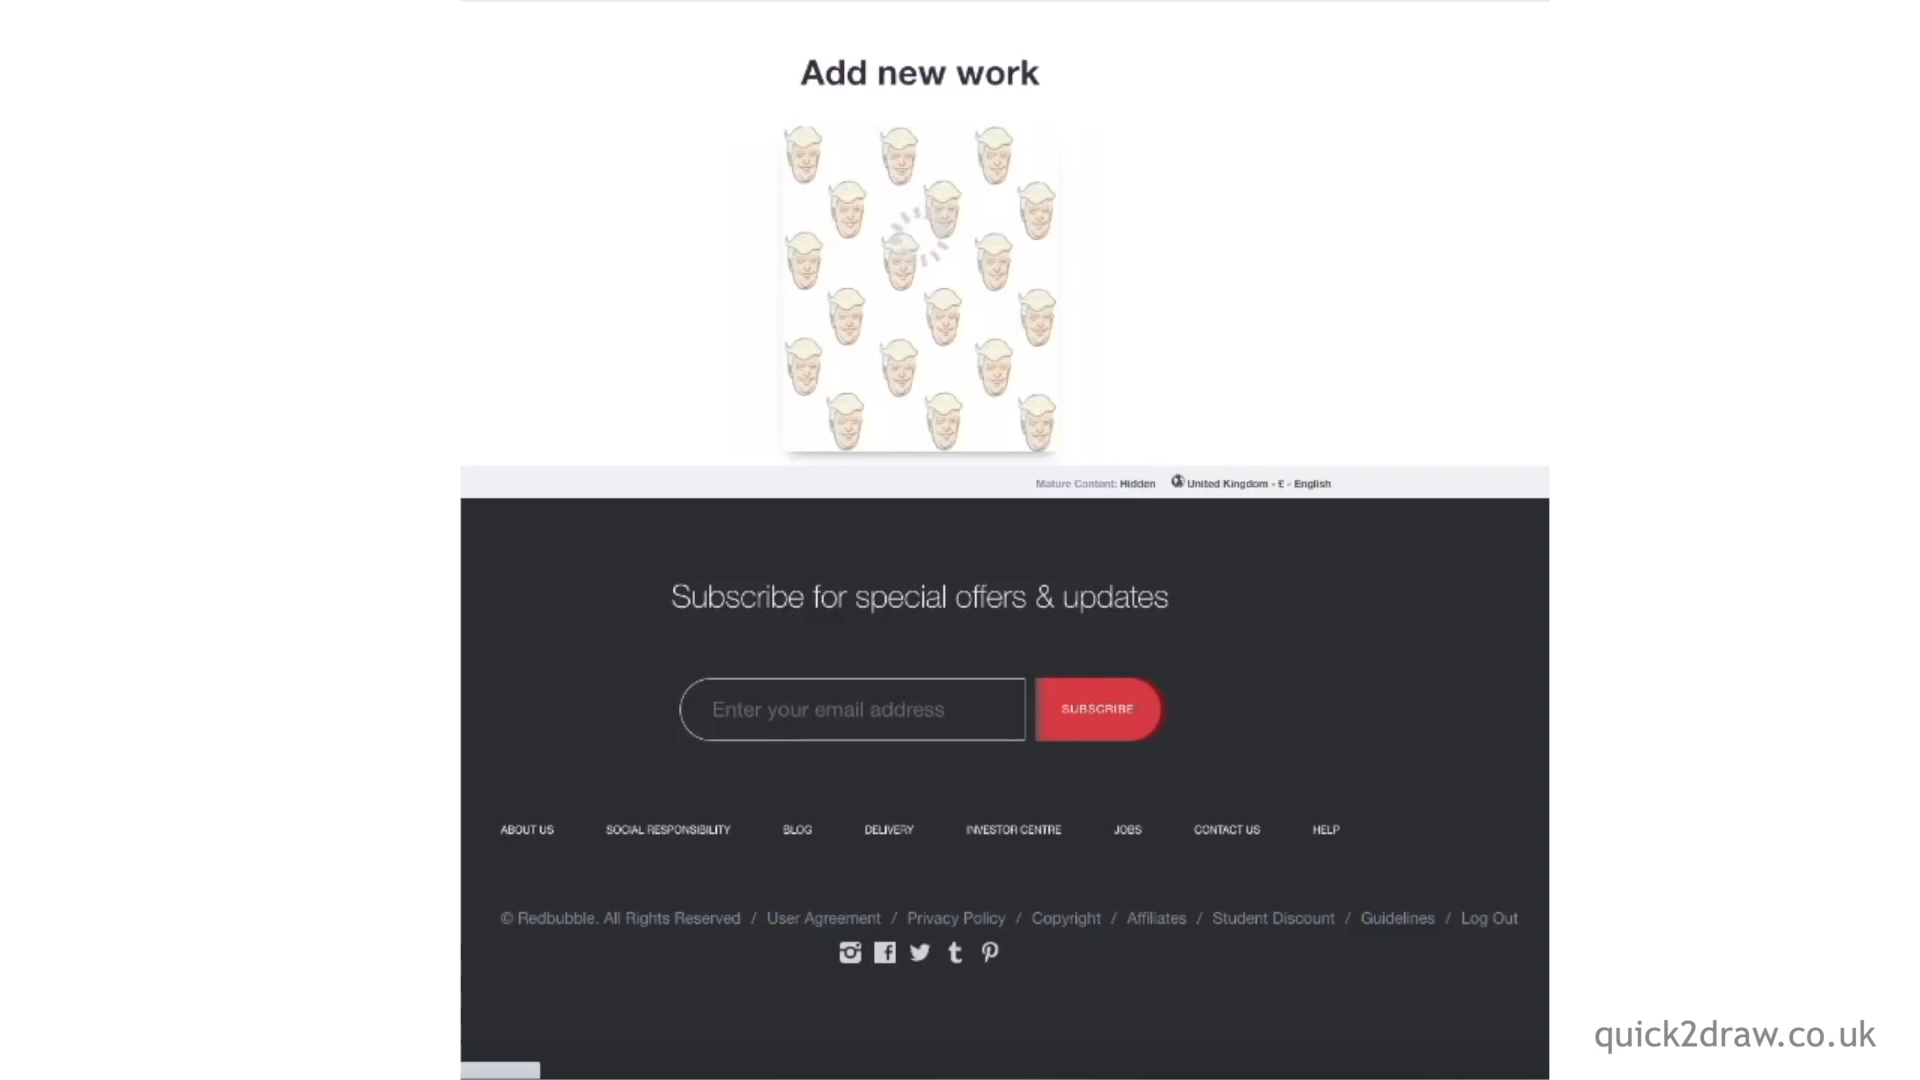 Add new work
Mature Content: Hidden United Kingdom - £ - English
Subscribe for special offers & updates
Enter your email address SUBSCRIBE
ABOUT US SOCIAL RESPONSIBILITY BLOG DELIVERY INVESTOR CENTRE JOBS CONTACT US HELP
© Redbubble. All Rights Reserved / User Agreement / Privacy Policy / Copyright / Affiliates / Student Discount / Guidelines / Log Out
quick2draw.co.uk